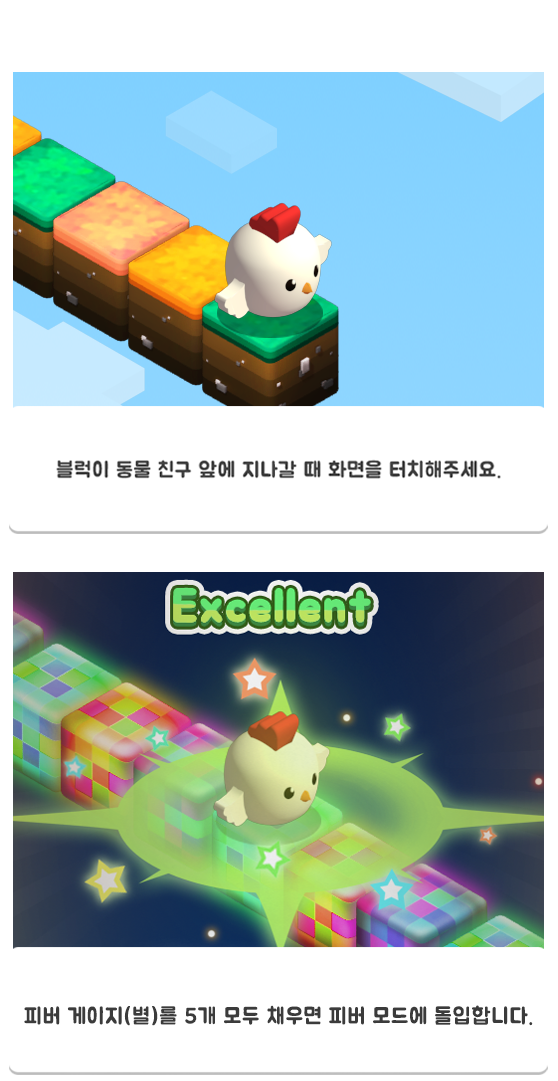 블럭이 동물 친구 앞에 지나갈 때 화면을 터치해주세요.
Excellent
피버 게이지(별)를 5개 모두 채우면 피버 모드에 돌입합니다.